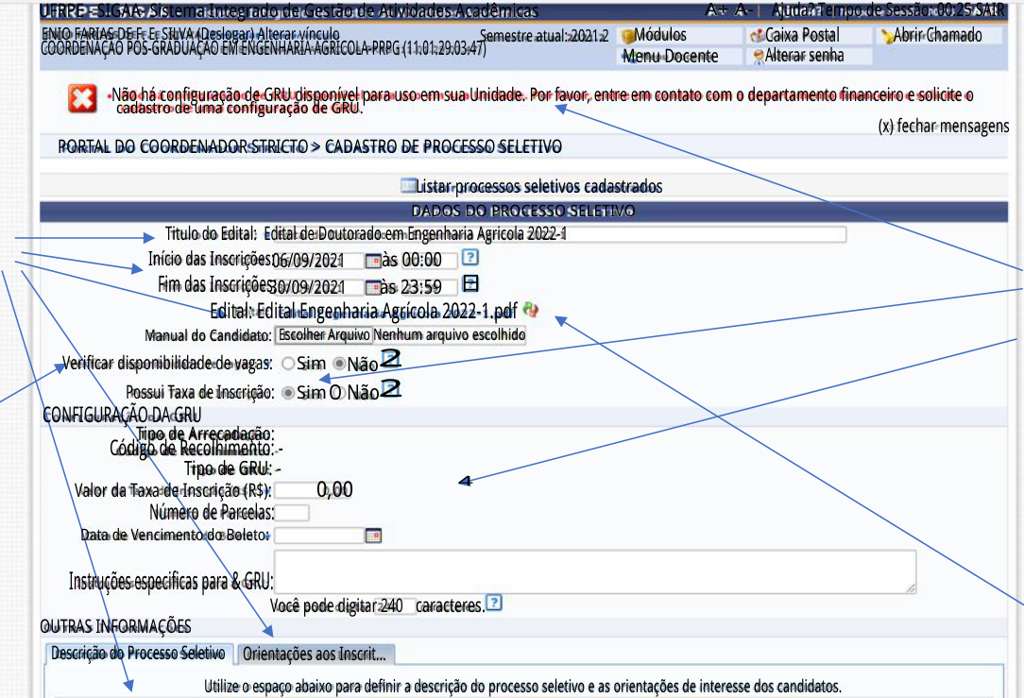 UFRPE - SIGAA - Sistema Integrado de Gestão de Atividades Acadêmicas A+ A- | Ajuda? Tempo de Sessão: 00:25 SAIR
ENIO FARIAS DE F. E. SILVA (Deslogar) Alterar vínculo Semestre atual: 2021.2 Módulos Caixa Postal Abrir Chamado
COORDENAÇÃO PÓS-GRADUAÇÃO EM ENGENHARIA AGRÍCOLA-PRPG (11.01.29.03.47) Menu Docente Alterar senha
• Não há configuração de GRU disponível para uso em sua Unidade. Por favor, entre em contato com o departamento financeiro e solicite o
cadastro de uma configuração de GRU.
(x) fechar mensagens
PORTAL DO COORDENADOR STRICTO > CADASTRO DE PROCESSO SELETIVO
Listar processos seletivos cadastrados
DADOS DO PROCESSO SELETIVO
Titulo do Edital: Edital de Doutorado em Engenharia Agricola 2022-1
Início das Inscrições: 06/09/2021 às 00:00 ?
Fim das Inscrições: 30/09/2021 às 23:59
Edital: Edital Engenharia Agrícola 2022-1.pdf
Manual do Candidato: Escolher Arquivo Nenhum arquivo escolhido
Verificar disponibilidade de vagas: Sim Não 2
Possui Taxa de Inscrição: Sim O Não 2
CONFIGURAÇÃO DA GRU
Tipo de Arrecadação:
Código de Recolhimento: -
Tipo de GRU: -
Valor da Taxa de Inscrição (R$): 0,00
Número de Parcelas:
Data de Vencimento do Boleto:
Instruções especificas para & GRU:
Você pode digitar 240 caracteres. ?
OUTRAS INFORMAÇÕES
Descrição do Processo Seletivo Orientações aos Inscrit...
Utilize o espaço abaixo para definir a descrição do processo seletivo e as orientações de interesse dos candidatos.